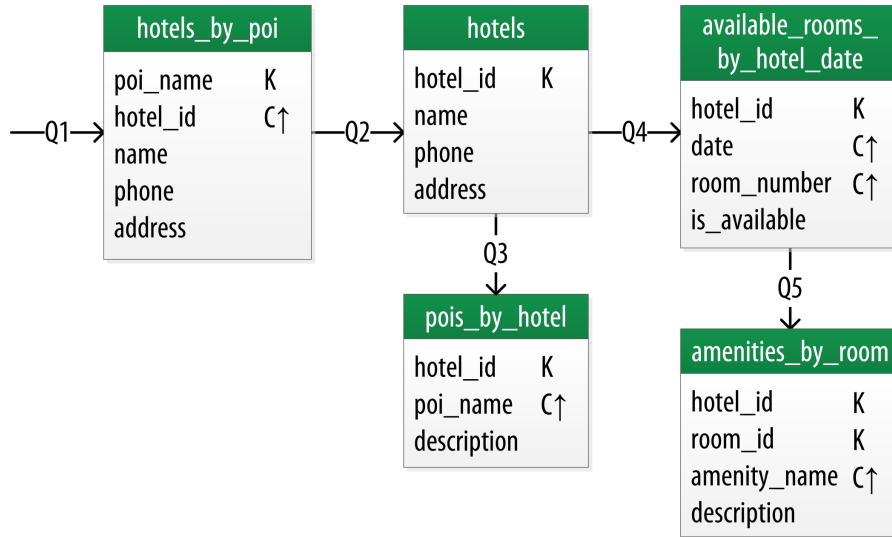 hotels_by_poi
poi_name K
hotel_id C↑
name
phone
address
Q1
Q2
hotels
hotel_id K
name
phone
address
Q3
pois_by_hotel
hotel_id K
poi_name C↑
description
Q4
available_rooms_
by_hotel_date
hotel_id K
date C↑
room_number C↑
is_available
Q5
amenities_by_room
hotel_id K
room_id K
amenity_name C↑
description